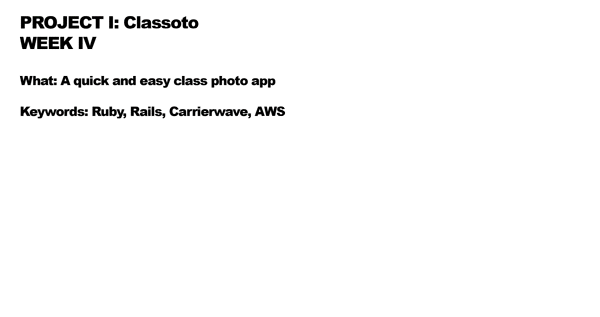 PROJECT I: Classoto
WEEK IV
What: A quick and easy class photo app
Keywords: Ruby, Rails, Carrierwave, AWS